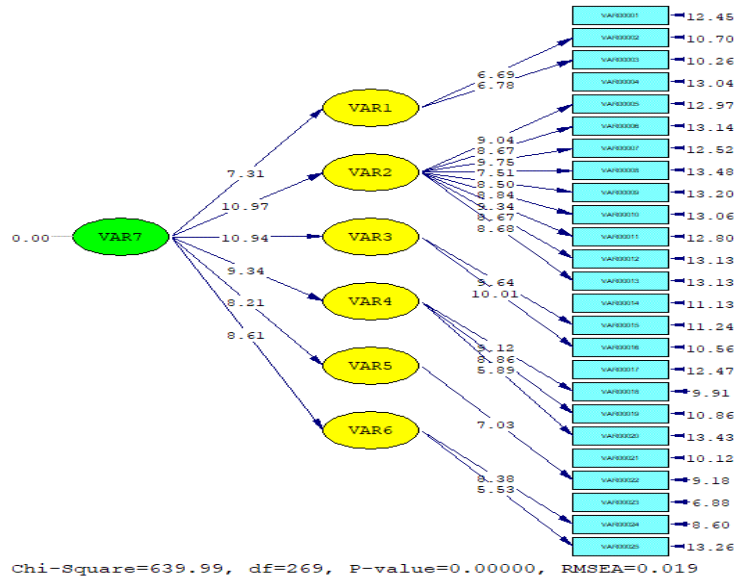 VAR00001 12.45
VAR00002 10.70
VAR00003 10.26
VAR00004 13.04
VAR00005 12.97
VAR00006 13.14
VAR00007 12.52
VAR00008 13.48
VAR00009 13.20
VAR00010 13.06
VAR00011 12.80
VAR00012 13.13
VAR00013 13.13
VAR00014 11.13
VAR00015 11.24
VAR00016 10.56
VAR00017 12.47
VAR00018 9.91
VAR00019 10.86
VAR00020 13.43
VAR00021 10.12
VAR00022 9.18
VAR00023 6.88
VAR00024 8.60
VAR00025 13.26
6.69
6.78
VAR1
9.04
8.67
9.75
7.51
8.50
8.84
9.34
8.67
8.68
VAR2
7.31
10.97
0.00 VAR7
10.94
VAR3
9.64
10.01
9.34
VAR4
9.12
8.86
5.89
8.21
VAR5
7.03
8.61
VAR6
8.38
5.53
Chi-Square=639.99, df=269, P-value=0.00000, RMSEA=0.019